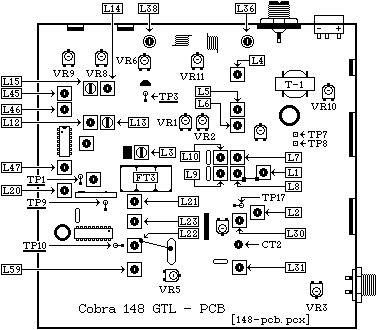 L14
L38
L36
VR9
VR8
VR6
VR11
L4
L15
L45
L5
T-1
VR10
TP3
L46
L6
L12
L13
VR1
VR2
TP7
TP8
L3
L10
L7
L47
L9
L1
TP1
FT3
L20
L8
TP9
L21
TP17
L2
L23
L22
L30
TP10
CT2
L59
L31
VR5
VR3
Cobra 148 GTL - PCB
[148-pcb.pcx]